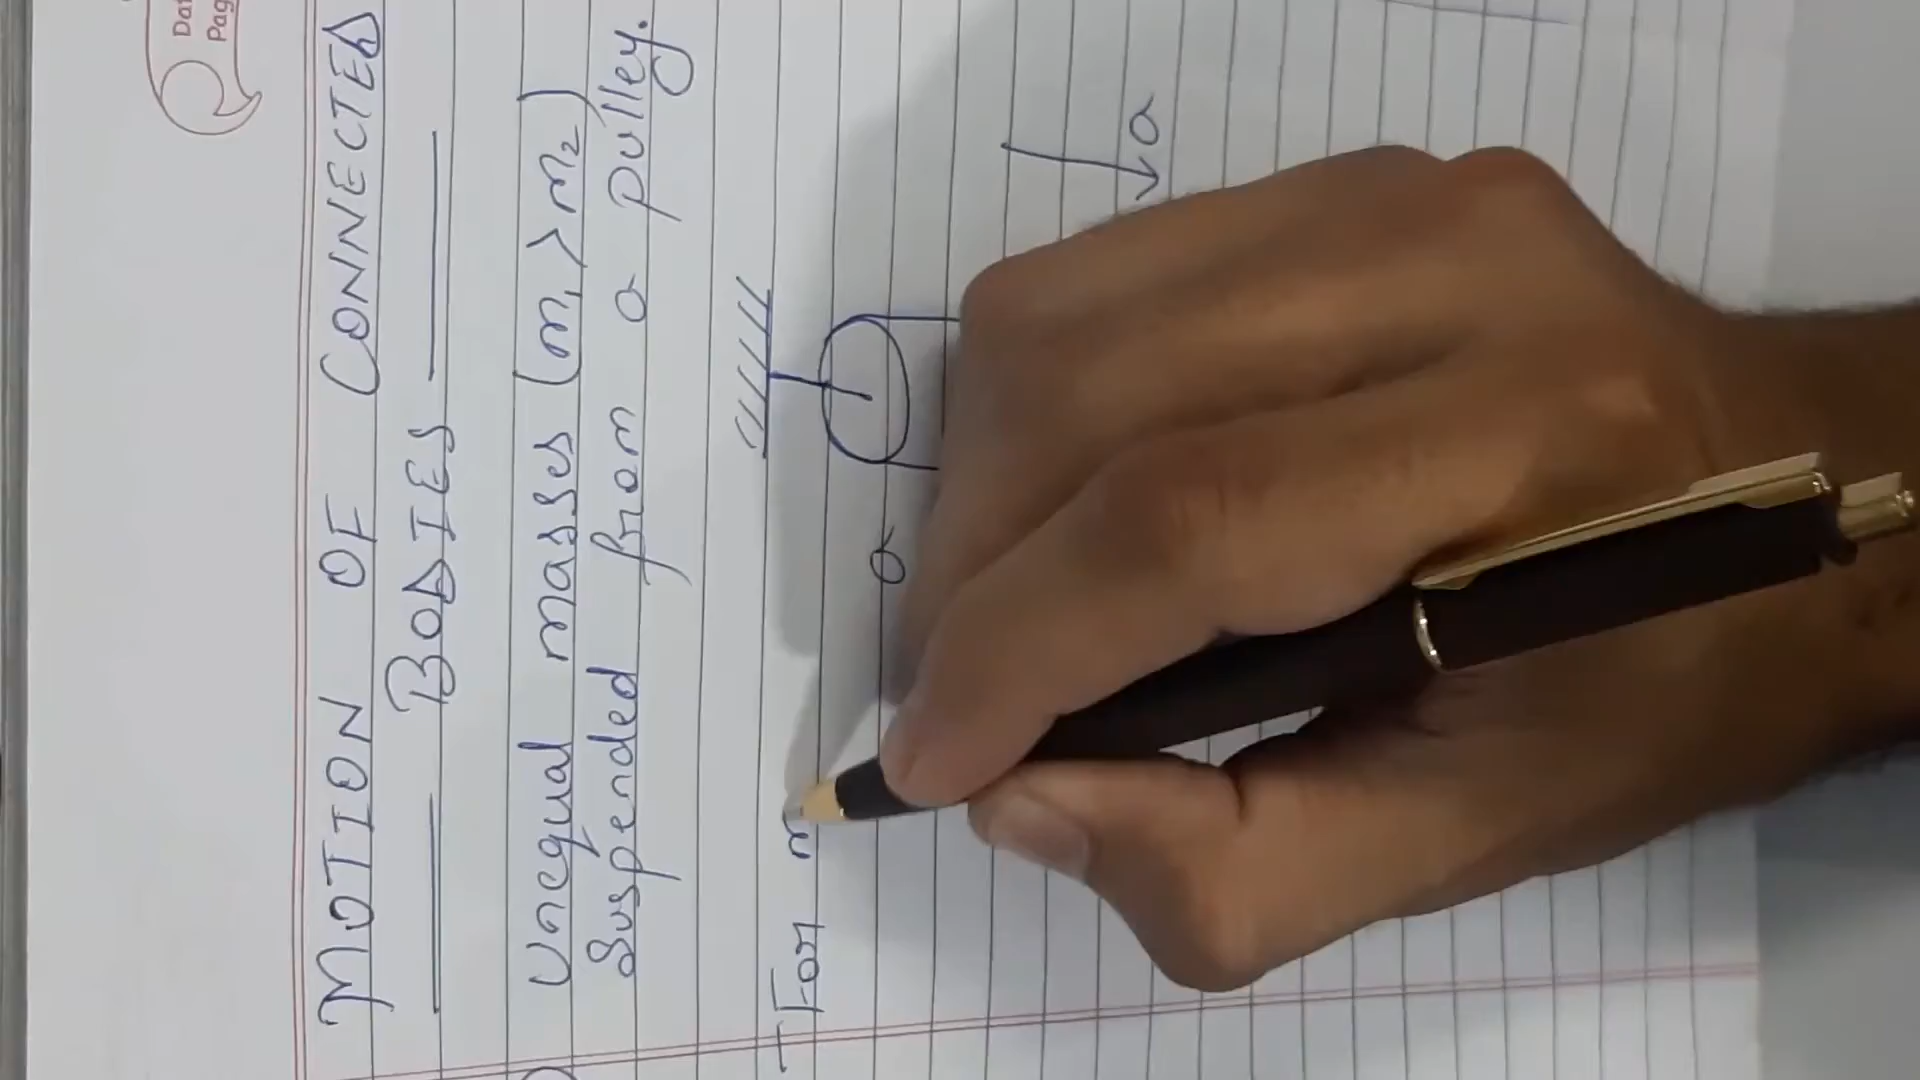 MOTION OF CONNECTED
BODIES
Unequal masses (m₁ > m₂)
suspended from a pulley.
For m
a
a